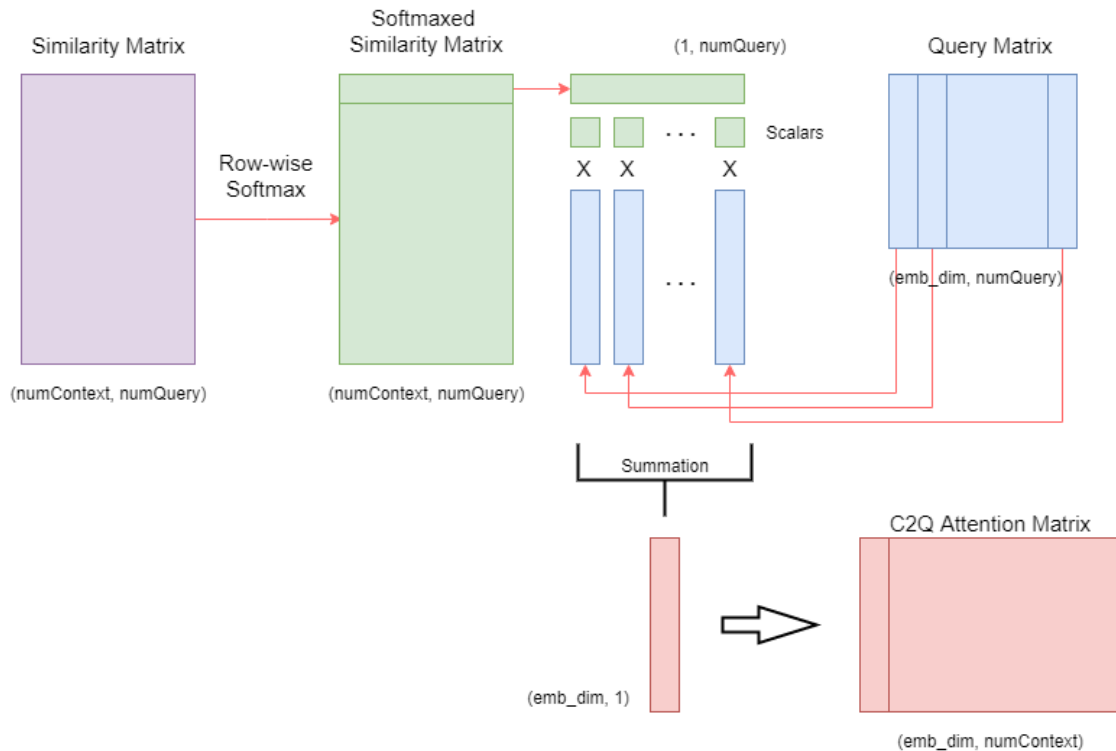 Similarity Matrix
Softmaxed
Similarity Matrix
(1, numQuery)
Query Matrix
Scalars
Row-wise
Softmax
X X X
. . .
. . .
(emb_dim, numQuery)
(numContext, numQuery)
(numContext, numQuery)
Summation
C2Q Attention Matrix
(emb_dim, 1)
(emb_dim, numContext)